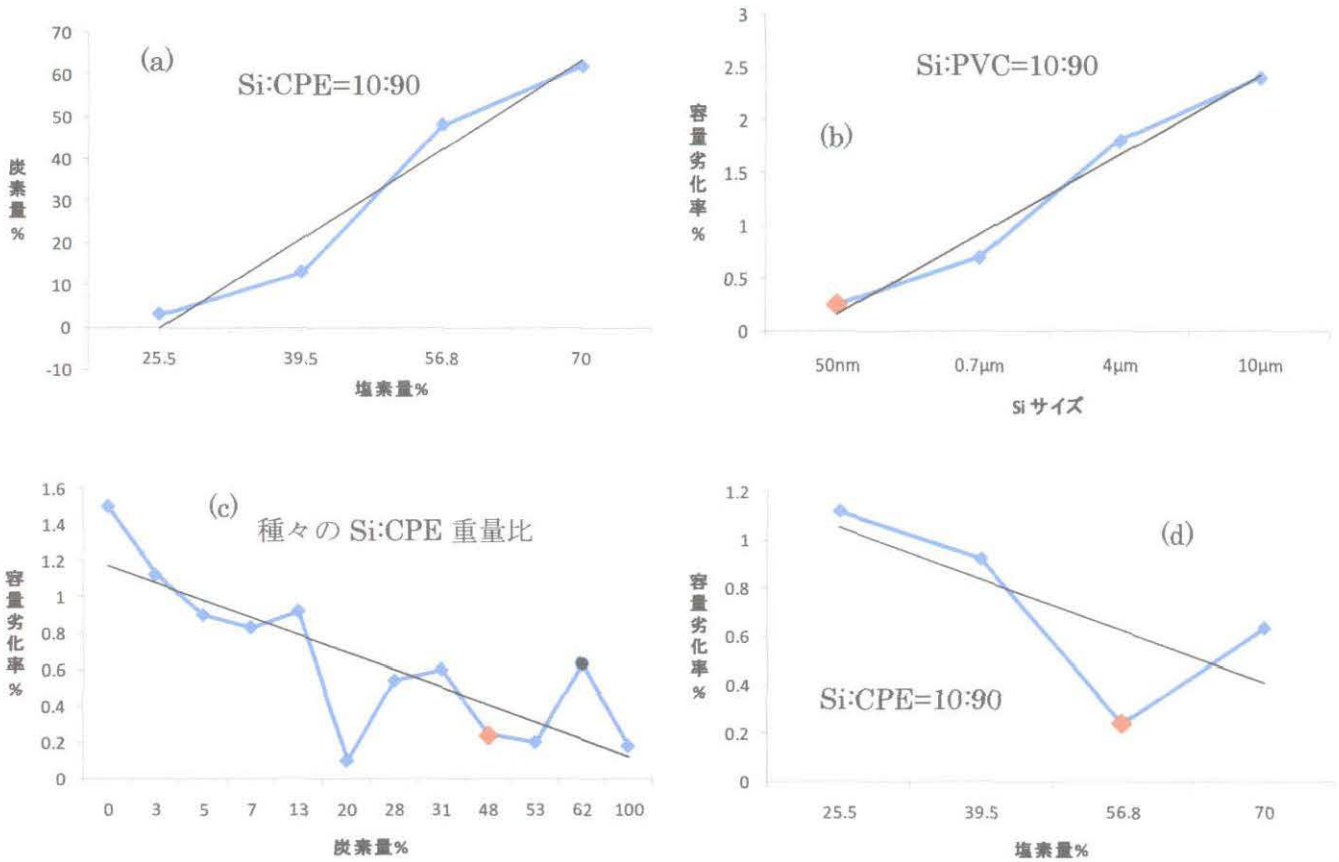 (a)
Si:CPE=10:90
炭素量%
70
60
50
40
30
20
10
0
-10
25.5 39.5 56.8 70
塩素量%
(b)
Si:PVC=10:90
容量劣化率%
3
2.5
2
1.5
1
0.5
0
50nm 0.7μm 4μm 10μm
Si サイズ
(c)
種々の Si:CPE 重量比
容量劣化率%
1.6
1.4
1.2
1
0.8
0.6
0.4
0.2
0
0 3 5 7 13 20 28 31 48 53 62 100
炭素量%
(d)
Si:CPE=10:90
容量劣化率%
1.2
1
0.8
0.6
0.4
0.2
0
25.5 39.5 56.8 70
塩素量%